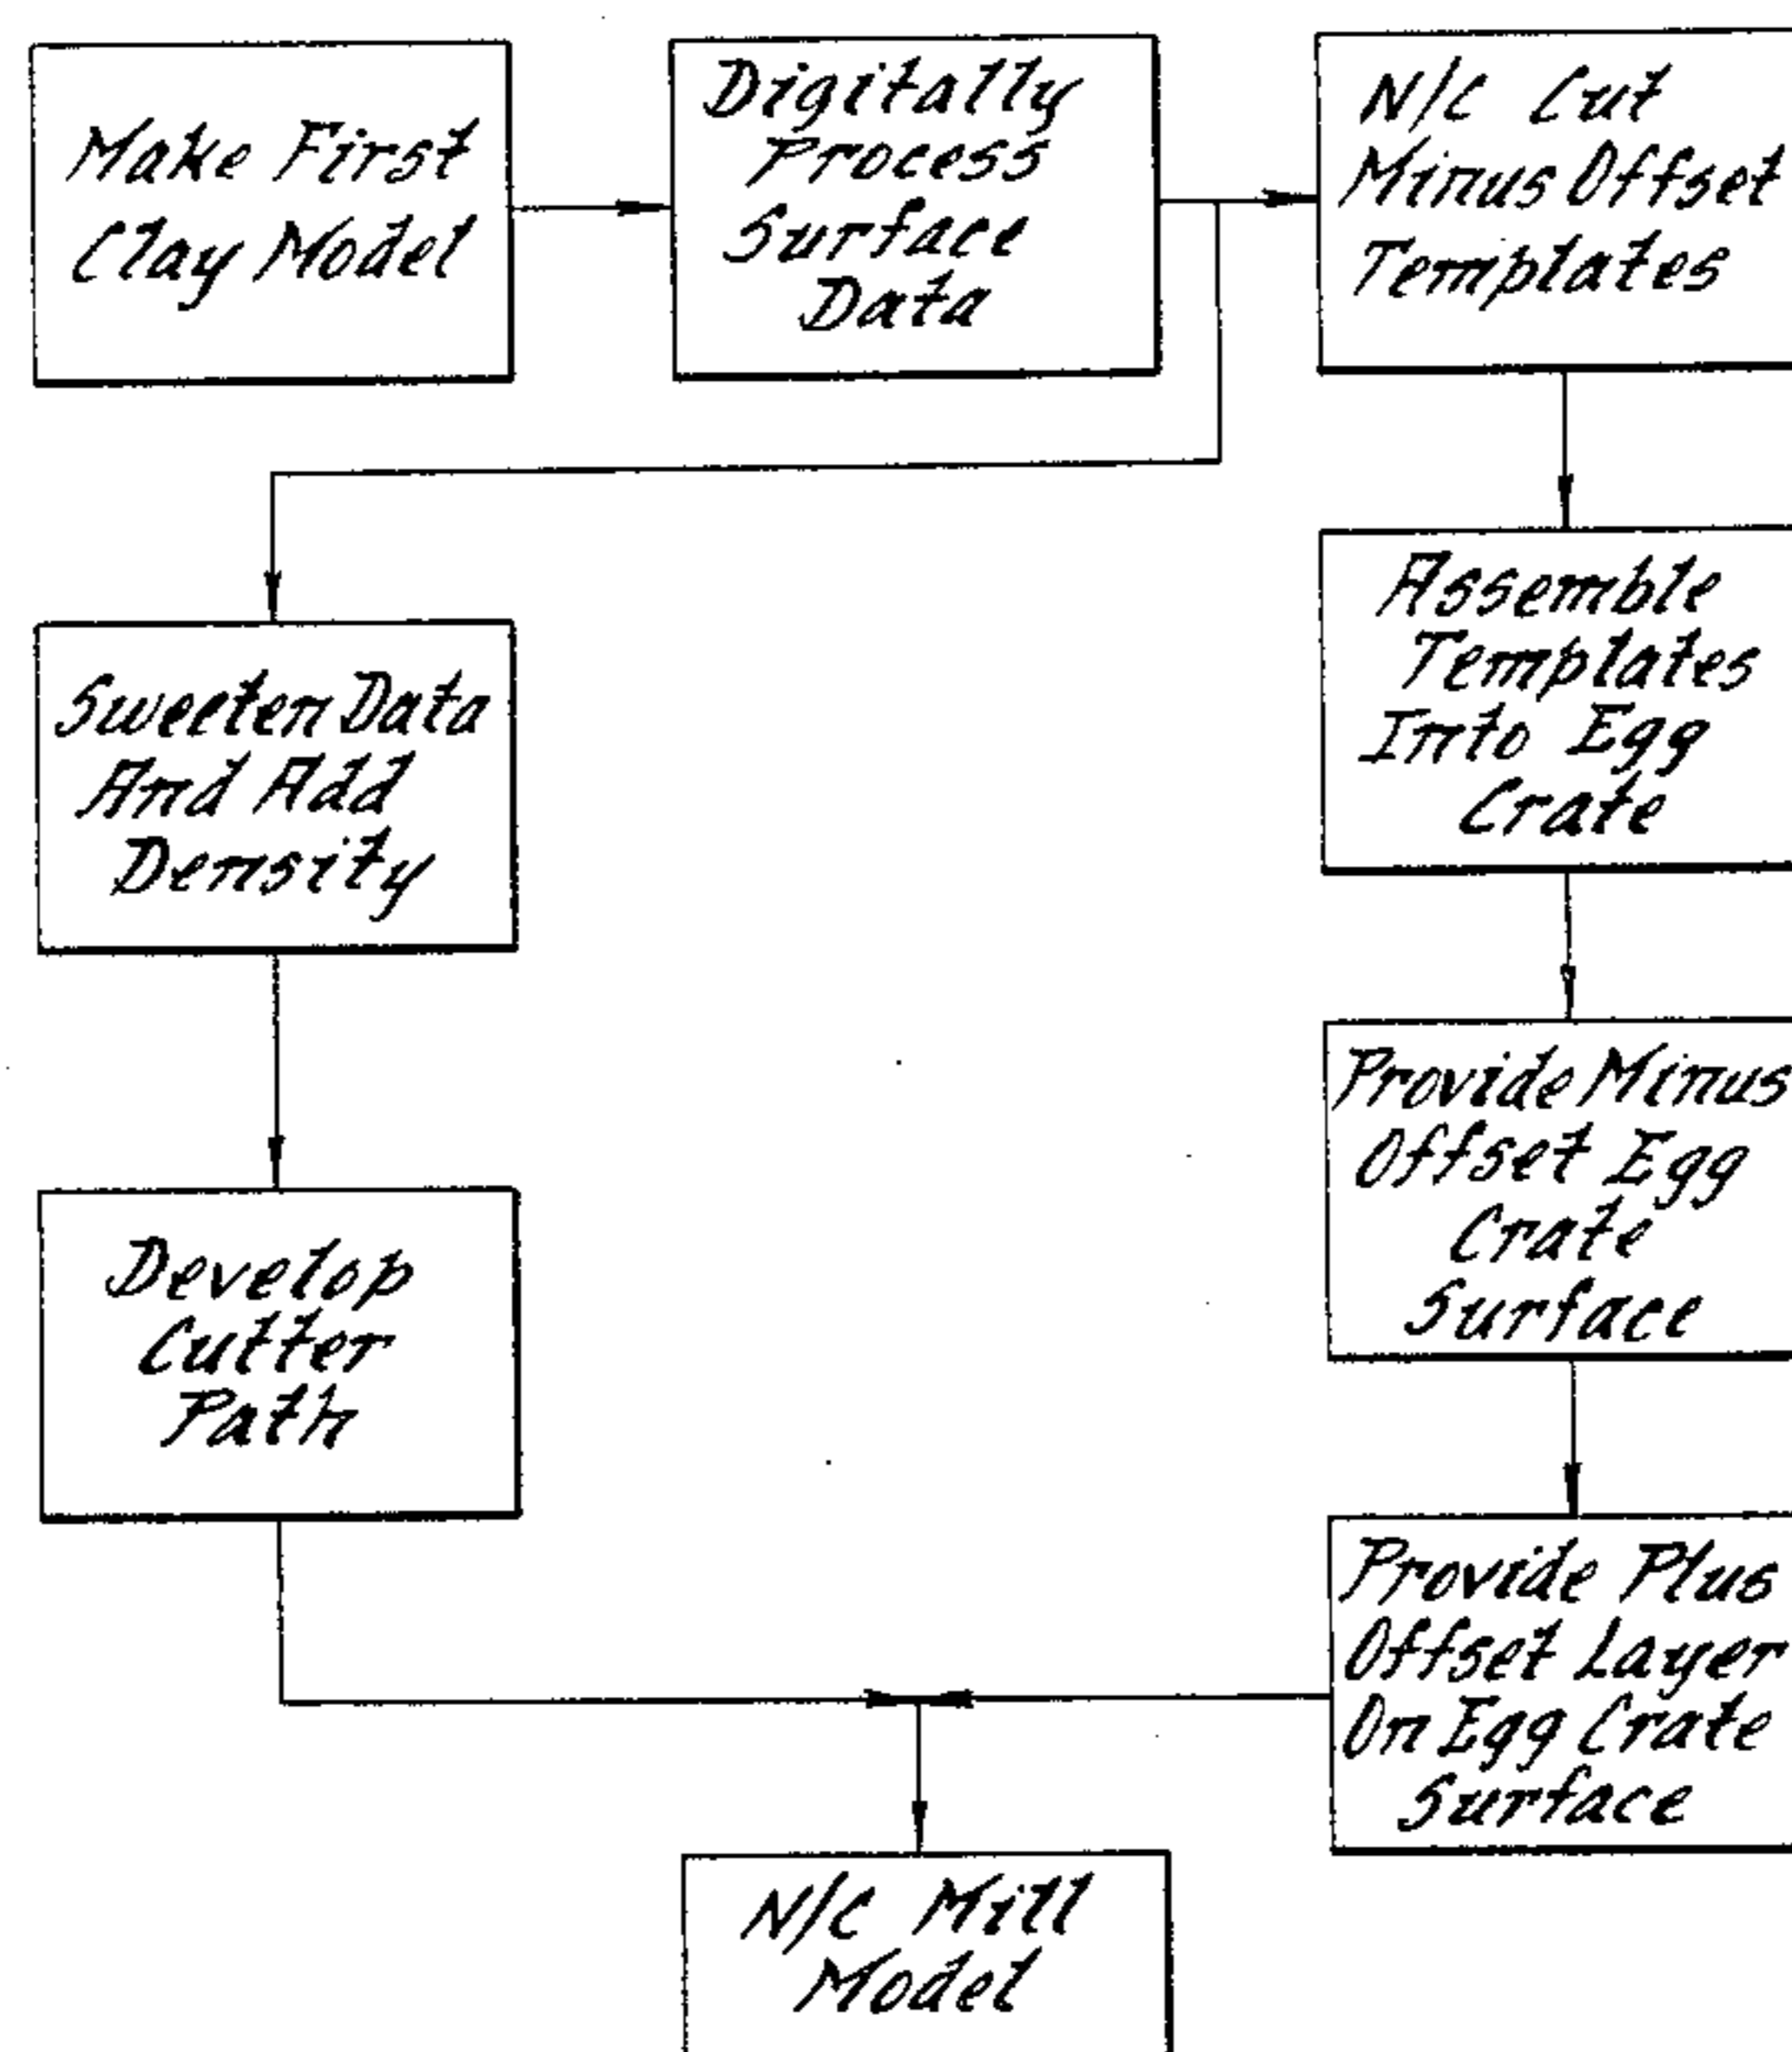 Make First
Clay Model
Digitally
Process
Surface
Data
N/C Cut
Minus Offset
Templates
Sweeten Data
And Add
Density
Assemble
Templates
Into Egg
Crate
Develop
Cutter
Path
Provide Minus
Offset Egg
Crate
Surface
Provide Plus
Offset Layer
On Egg Crate
Surface
N/C Mill
Model